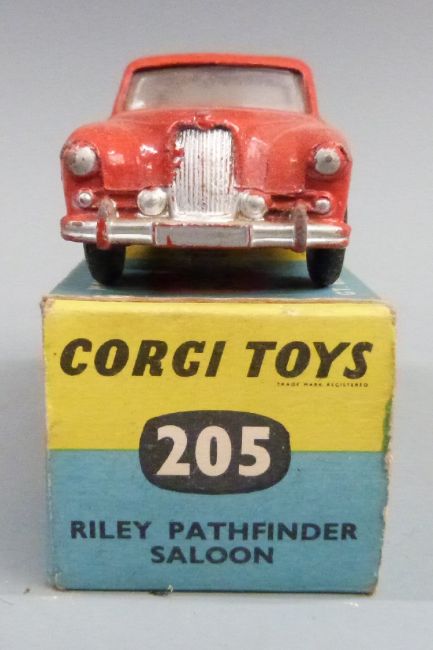 CORGI TOYS
TRADE MARK REGISTERED
205
RILEY PATHFINDER
SALOON